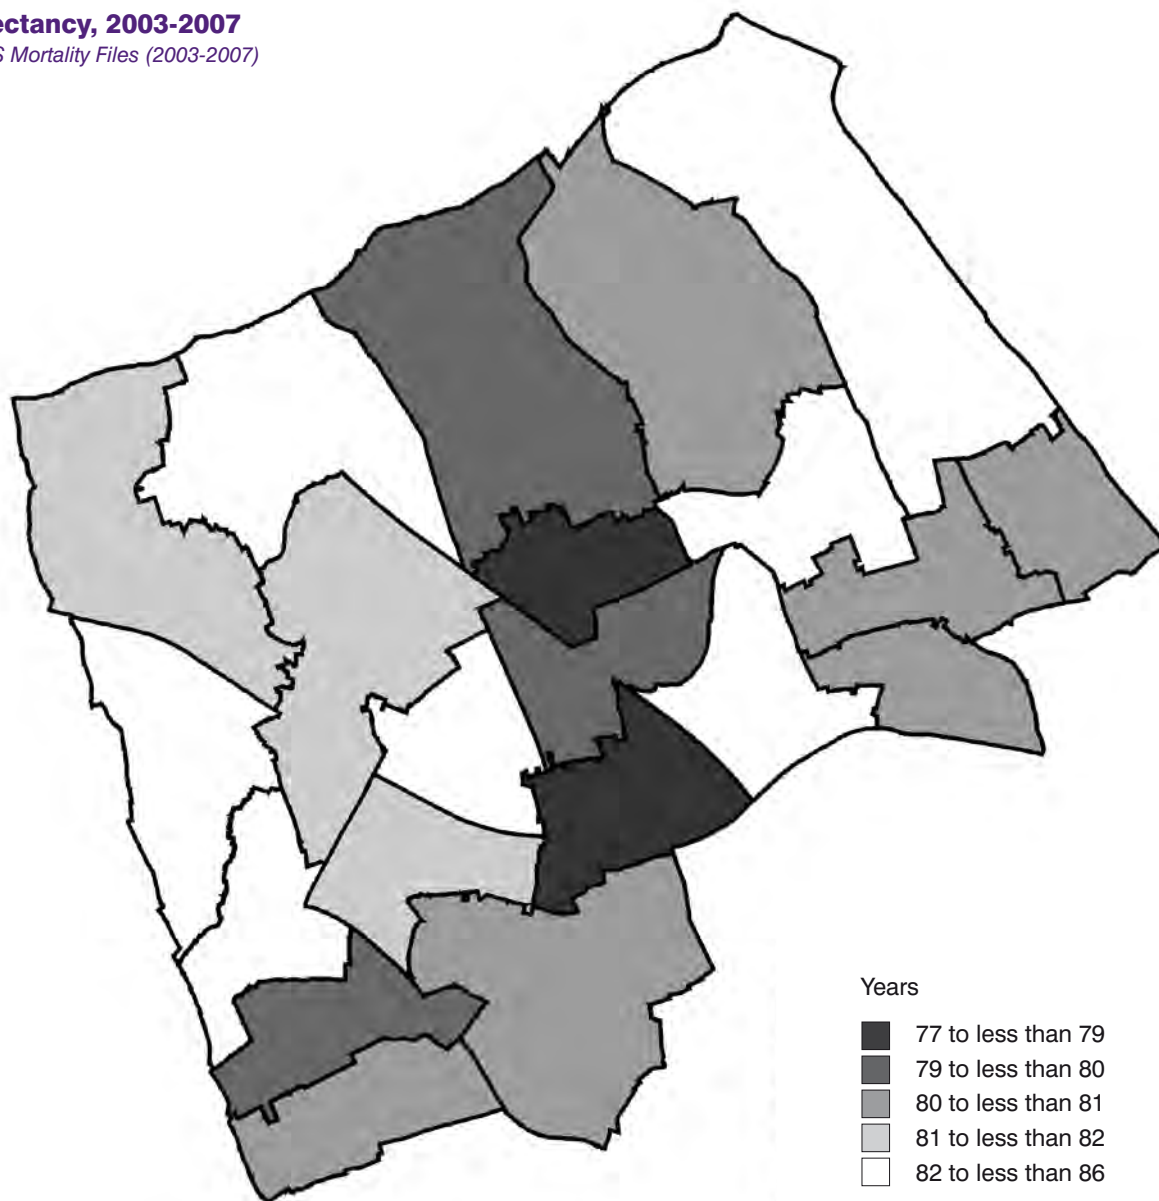 ectancy, 2003-2007
S Mortality Files (2003-2007)
Years
77 to less than 79
79 to less than 80
80 to less than 81
81 to less than 82
82 to less than 86